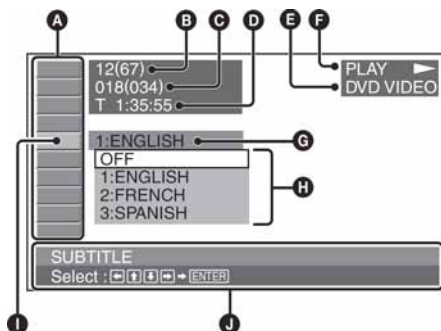 A B C D E F
12(67)
018(034)
T 1:35:55
PLAY
DVD VIDEO
1:ENGLISH G
OFF
1:ENGLISH
2:FRENCH
3:SPANISH
H
SUBTITLE
Select : ENTER
I J